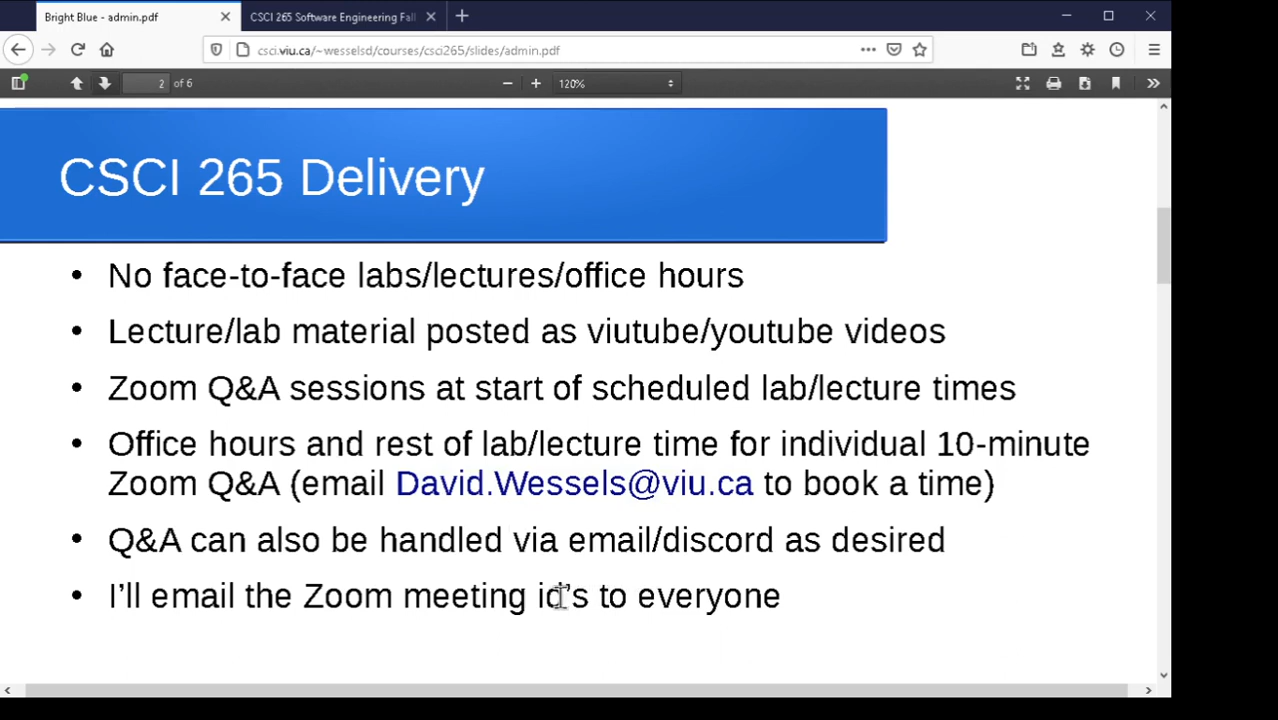 Bright Blue - admin.pdf
CSCI 265 Software Engineering Fall
csci.viu.ca/~wesselsd/courses/csci265/slides/admin.pdf
2 of 6
120%
CSCI 265 Delivery
• No face-to-face labs/lectures/office hours
• Lecture/lab material posted as viutube/youtube videos
• Zoom Q&A sessions at start of scheduled lab/lecture times
• Office hours and rest of lab/lecture time for individual 10-minute
Zoom Q&A (email David.Wessels@viu.ca to book a time)
• Q&A can also be handled via email/discord as desired
• I’ll email the Zoom meeting id’s to everyone